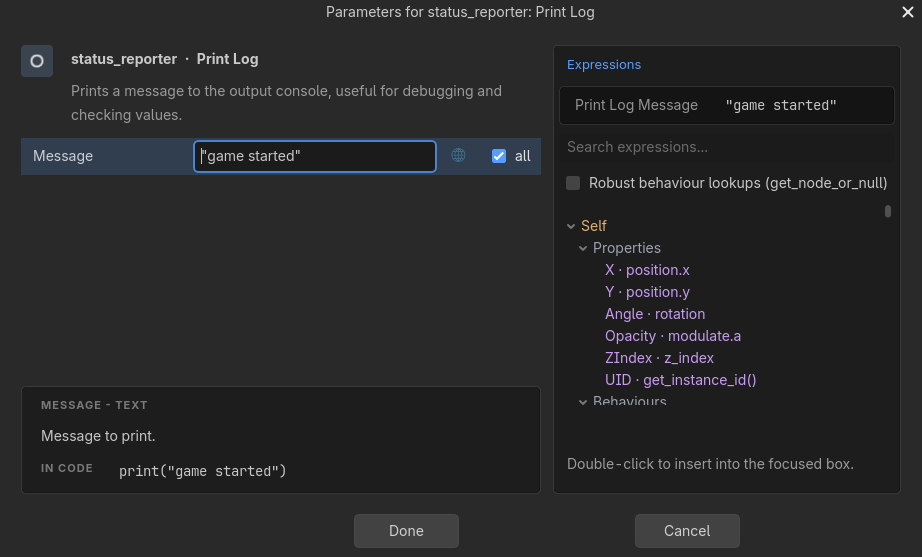 Parameters for status_reporter: Print Log
status_reporter · Print Log
Prints a message to the output console, useful for debugging and
checking values.
Message
"game started"
all
MESSAGE - TEXT
Message to print.
IN CODE
print("game started")
Expressions
Print Log Message
"game started"
Search expressions...
Robust behaviour lookups (get_node_or_null)
Self
Properties
X · position.x
Y · position.y
Angle · rotation
Opacity · modulate.a
ZIndex · z_index
UID · get_instance_id()
Behaviours
Double-click to insert into the focused box.
Done
Cancel